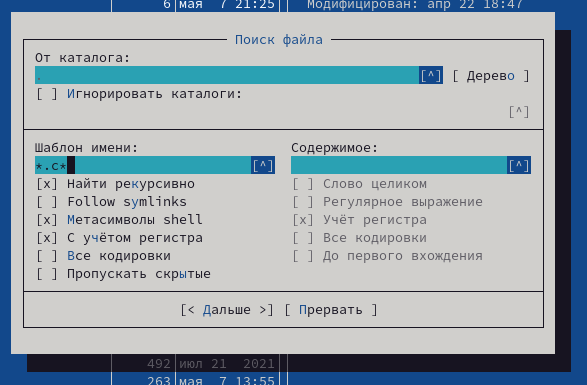 6 мая 7 21:25 Модифицирован: апр 22 18:47
Поиск файла
От каталога:
. [^] [ Дерево ]
[ ] Игнорировать каталоги:
[^]
Шаблон имени: Содержимое:
*.c* [^] [^]
[x] Найти рекурсивно [ ] Слово целиком
[ ] Follow symlinks [ ] Регулярное выражение
[x] Метасимволы shell [x] Учёт регистра
[x] С учётом регистра [ ] Все кодировки
[ ] Все кодировки [ ] До первого вхождения
[ ] Пропускать скрытые
[< Дальше >] [ Прервать ]
492 июл 21 2021
263 мая 7 13:55